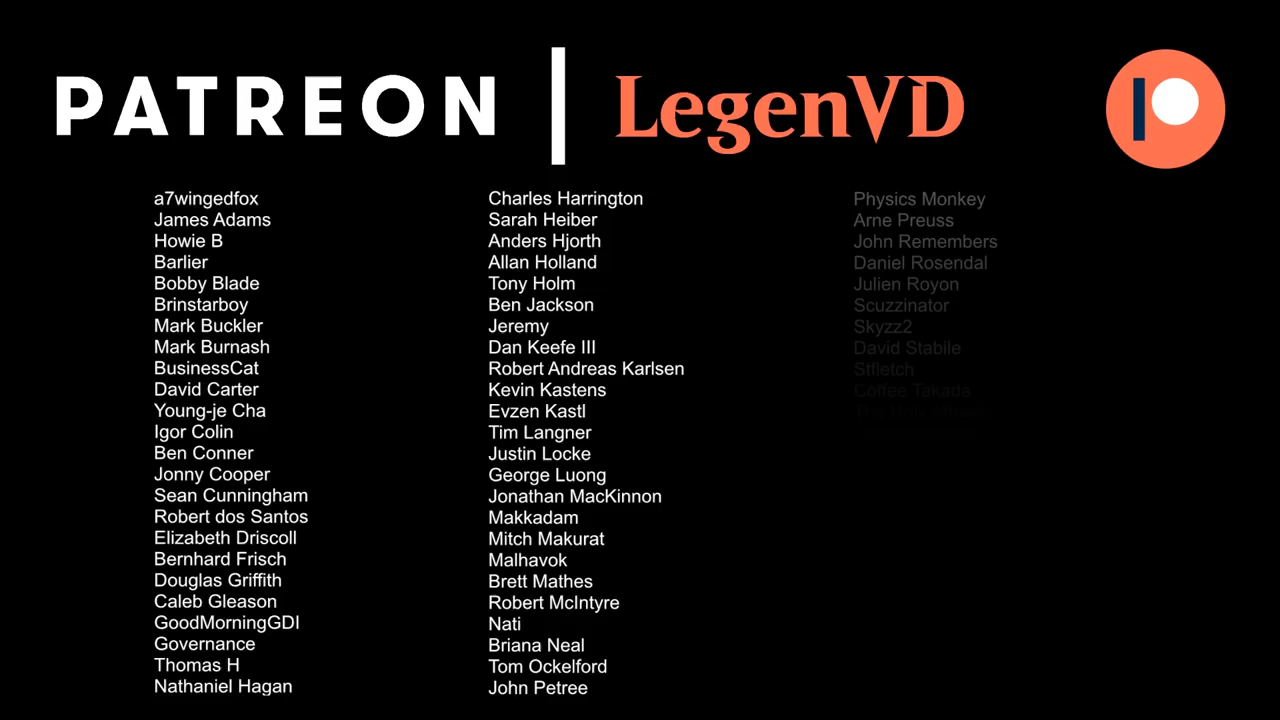 PATREON | LegenVD
a7wingedfox
James Adams
Howie B
Barlier
Bobby Blade
Brinstarboy
Mark Buckler
Mark Burnash
BusinessCat
David Carter
Young-je Cha
Igor Colin
Ben Conner
Jonny Cooper
Sean Cunningham
Robert dos Santos
Elizabeth Driscoll
Bernhard Frisch
Douglas Griffith
Caleb Gleason
GoodMorningGDI
Governance
Thomas H
Nathaniel Hagan
Charles Harrington
Sarah Heiber
Anders Hjorth
Allan Holland
Tony Holm
Ben Jackson
Jeremy
Dan Keefe III
Robert Andreas Karlsen
Kevin Kastens
Evzen Kastl
Tim Langner
Justin Locke
George Luong
Jonathan MacKinnon
Makkadam
Mitch Makurat
Malhavok
Brett Mathes
Robert McIntyre
Nati
Briana Neal
Tom Ockelford
John Petree
Physics Monkey
Arne Preuss
John Remembers
Daniel Rosendal
Julien Royon
Scuzzinator
Skyzz2
David Stabile
Stfletch
Coffee Takada